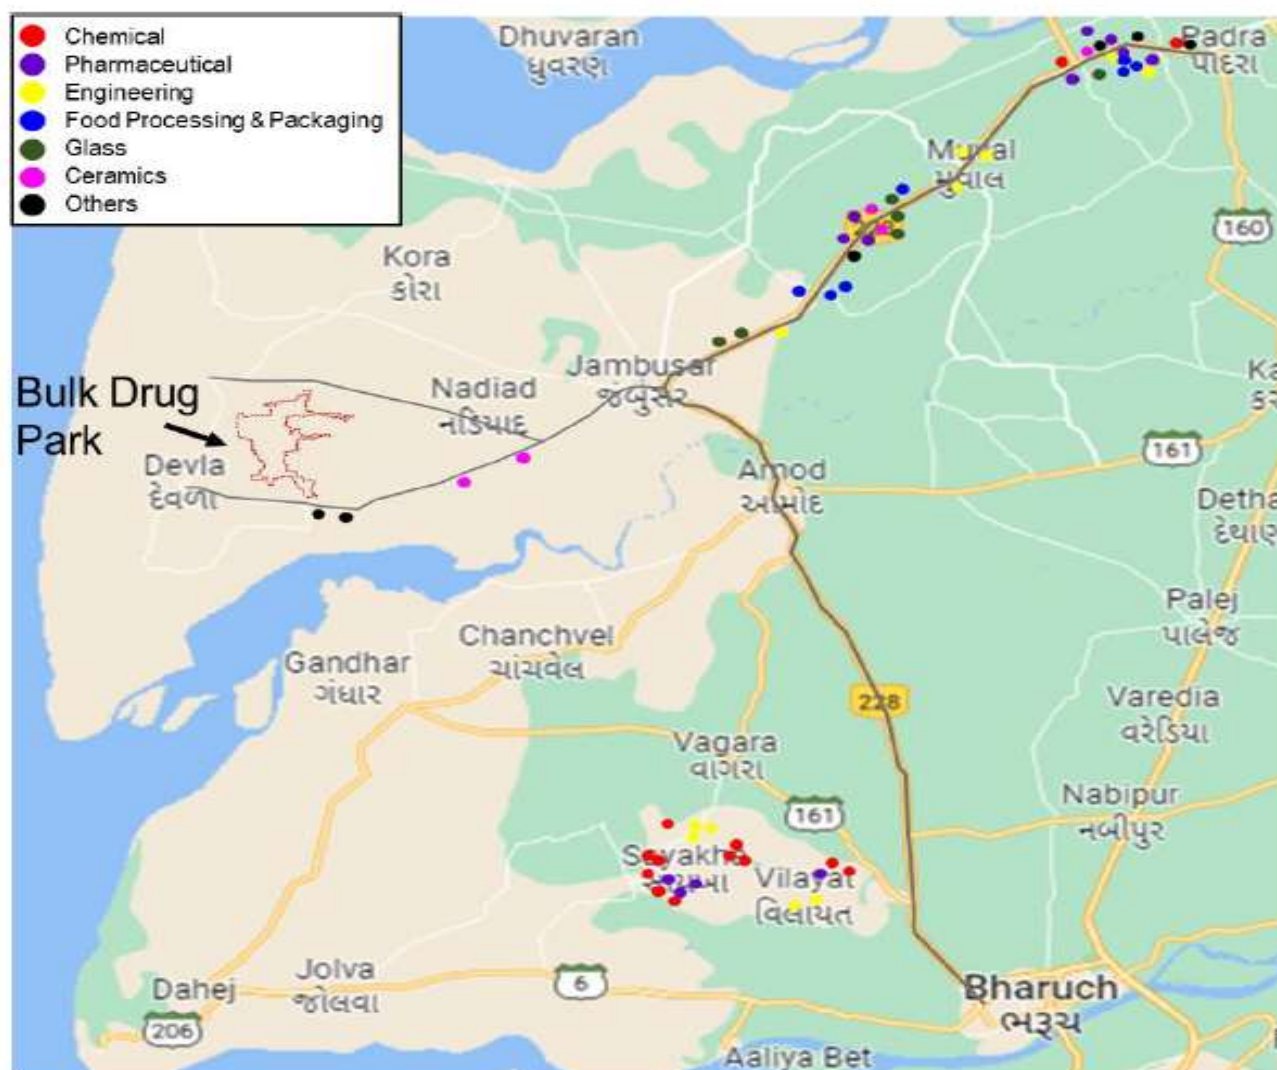 Chemical
Pharmaceutical
Engineering
Food Processing & Packaging
Glass
Ceramics
Others
Dhuvaran
ધુવરણ
Padra
પાદરા
Muval
મુવાલ
160
Kora
કોરા
Jambusar
જંબુસર
Nadiad
નડિયાદ
Bulk Drug
Park
Devla
દેવળા
161
Amod
આમોદ
Palej
પાલેજ
Chanchvel
ચાંચવેલ
Gandhar
ગંધાર
Varedia
વરેડિયા
228
Vagara
વાગરા
Nabipur
નબીપુર
161
Vilayat
વિલાયત
Jolva
જોલવા
6
Dahej
206
Bharuch
ભરૂચ
Aaliya Bet